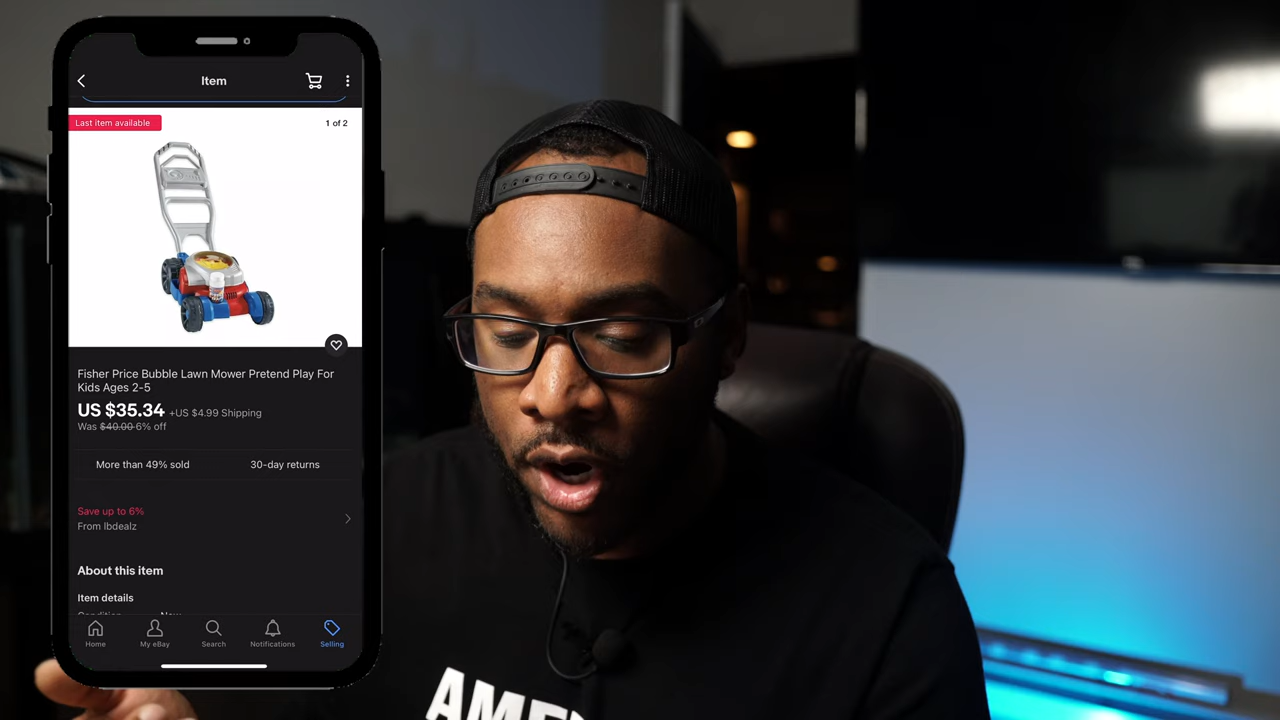 Item
Last item available
1 of 2
Fisher Price Bubble Lawn Mower Pretend Play For
Kids Ages 2-5
US $35.34 +US $4.99 Shipping
Was $40.00 6% off
More than 49% sold
30-day returns
Save up to 6%
From lbdealz
About this item
Item details
Condition New
Home
My eBay
Search
Notifications
Selling